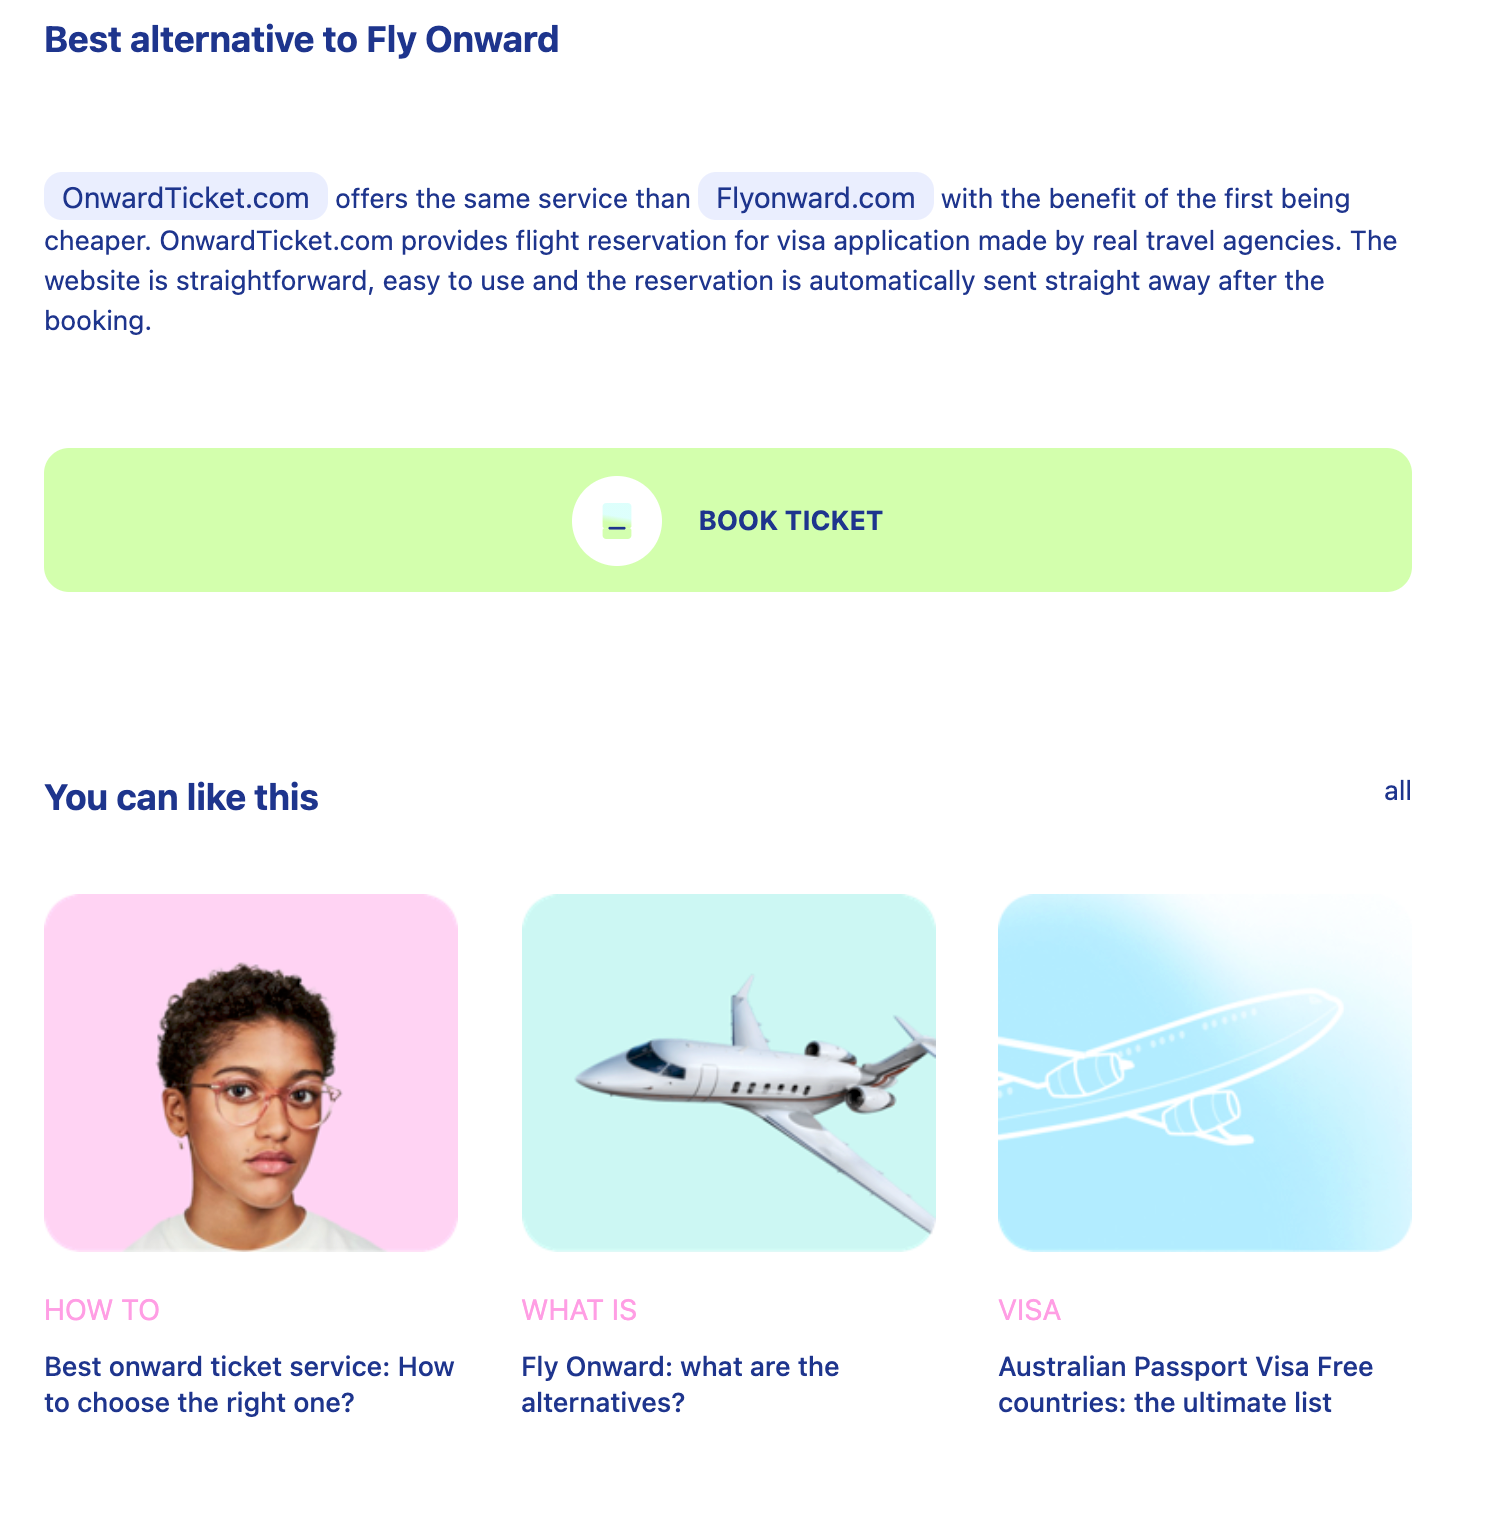 Best alternative to Fly Onward
OnwardTicket.com offers the same service than Flyonward.com with the benefit of the first being
cheaper. OnwardTicket.com provides flight reservation for visa application made by real travel agencies. The
website is straightforward, easy to use and the reservation is automatically sent straight away after the
booking.
BOOK TICKET
You can like this
all
HOW TO
Best onward ticket service: How
to choose the right one?
WHAT IS
Fly Onward: what are the
alternatives?
VISA
Australian Passport Visa Free
countries: the ultimate list